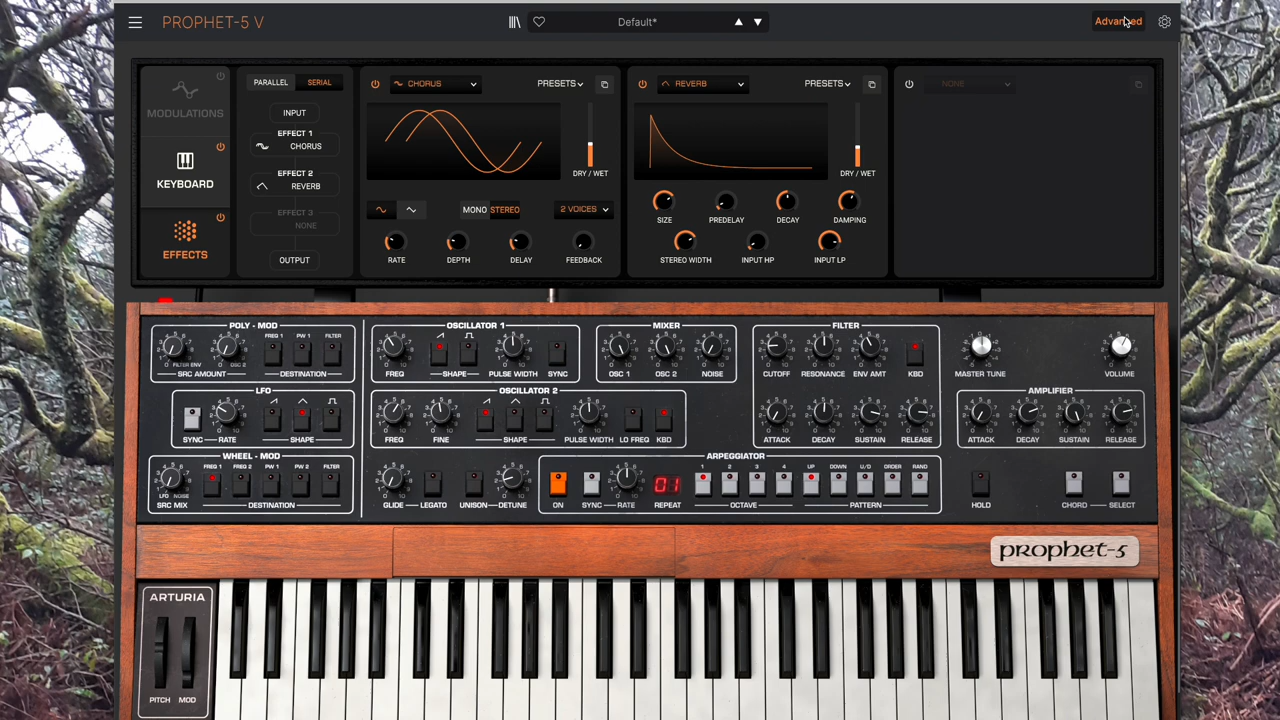 PROPHET-5 V
Default*
Advanced
MODULATIONS
KEYBOARD
EFFECTS
PARALLEL SERIAL
INPUT
EFFECT 1
CHORUS
EFFECT 2
REVERB
EFFECT 3
NONE
OUTPUT
CHORUS PRESETS
DRY / WET
MONO STEREO 2 VOICES
RATE DEPTH DELAY FEEDBACK
REVERB PRESETS
DRY / WET
SIZE PREDELAY DECAY DAMPING
STEREO WIDTH INPUT HP INPUT LP
NONE
POLY - MOD
FILTER ENV OSC 2 FREQ 1 PW 1 FILTER
SRC AMOUNT DESTINATION
OSCILLATOR 1
FREQ SHAPE PULSE WIDTH SYNC
MIXER
OSC 1 OSC 2 NOISE
FILTER
CUTOFF RESONANCE ENV AMT KBD
ATTACK DECAY SUSTAIN RELEASE
MASTER TUNE VOLUME
LFO
SYNC RATE SHAPE
OSCILLATOR 2
FREQ FINE SHAPE PULSE WIDTH LO FREQ KBD
AMPLIFIER
ATTACK DECAY SUSTAIN RELEASE
WHEEL - MOD
LFO NOISE FREQ 1 FREQ 2 PW 1 PW 2 FILTER
SRC MIX DESTINATION
GLIDE LEGATO UNISON DETUNE
ARPEGGIATOR
01 1 2 3 4 UP DOWN U/D ORDER RAND
ON SYNC RATE REPEAT OCTAVE PATTERN
HOLD CHORD SELECT
prophet-5
ARTURIA
PITCH MOD